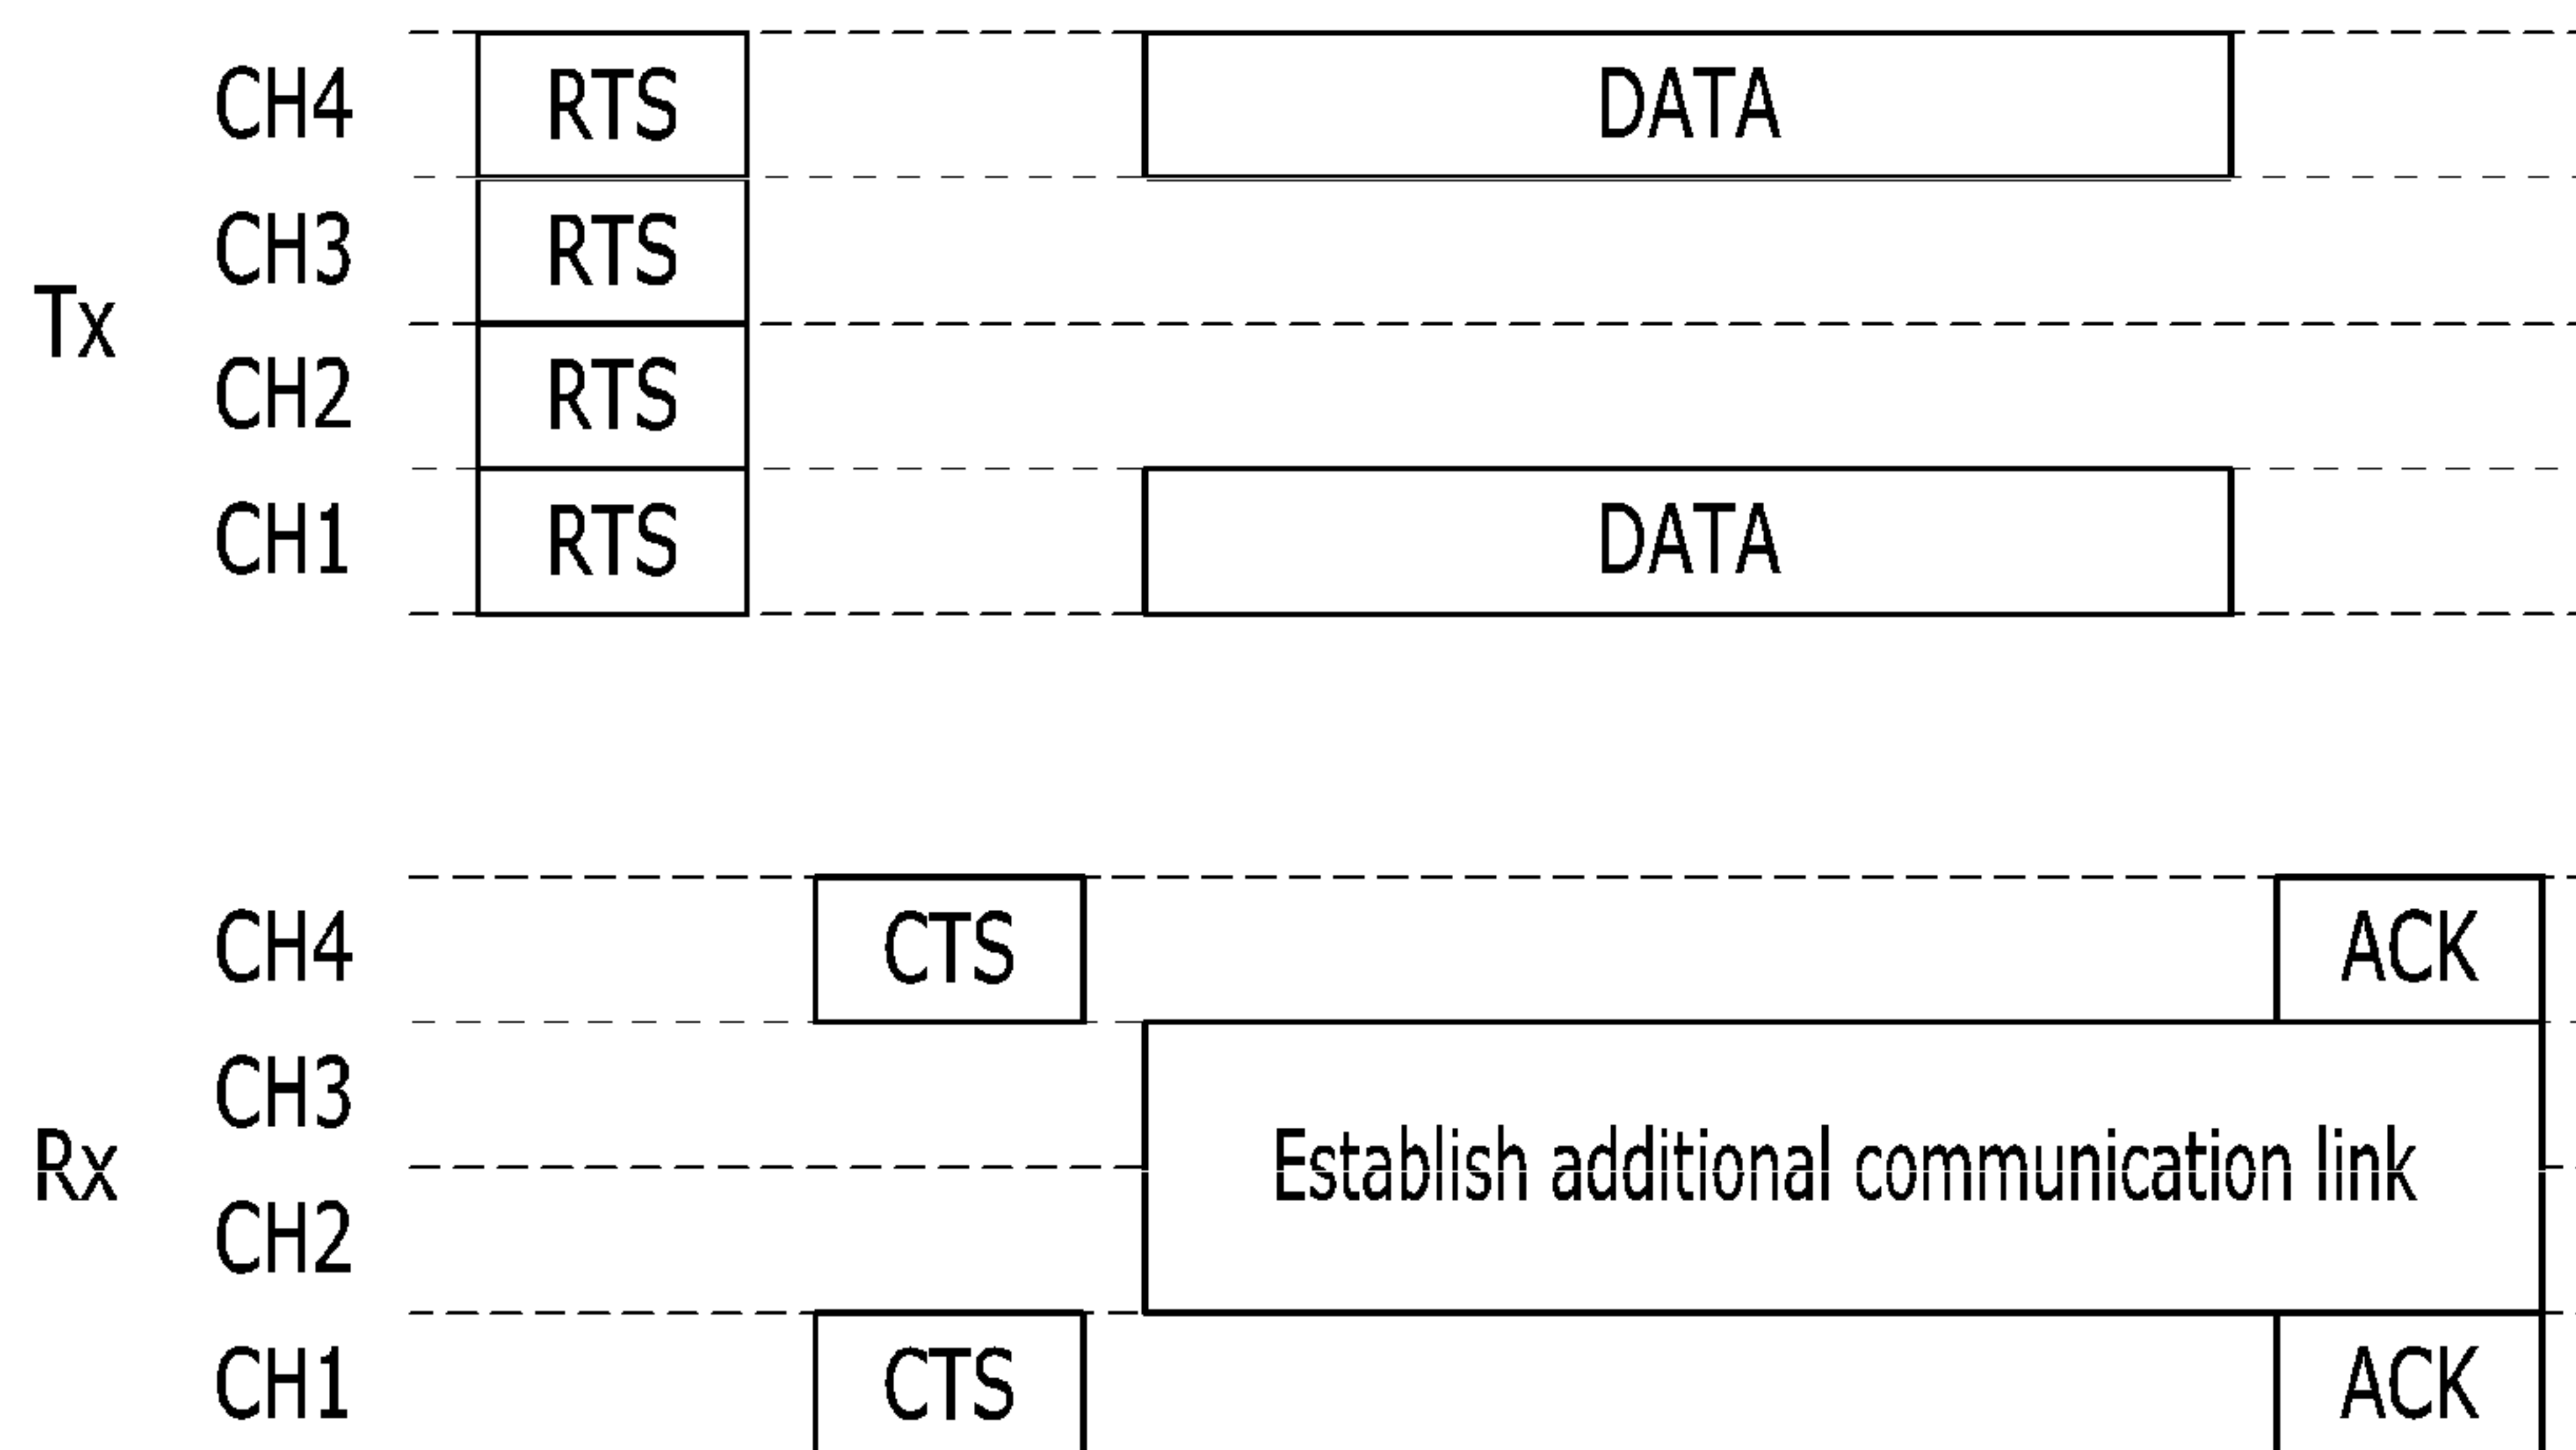 CH4 RTS DATA
CH3 RTS
Tx
CH2 RTS
CH1 RTS DATA
CH4 CTS ACK
CH3
Rx Establish additional communication link
CH2
CH1 CTS ACK